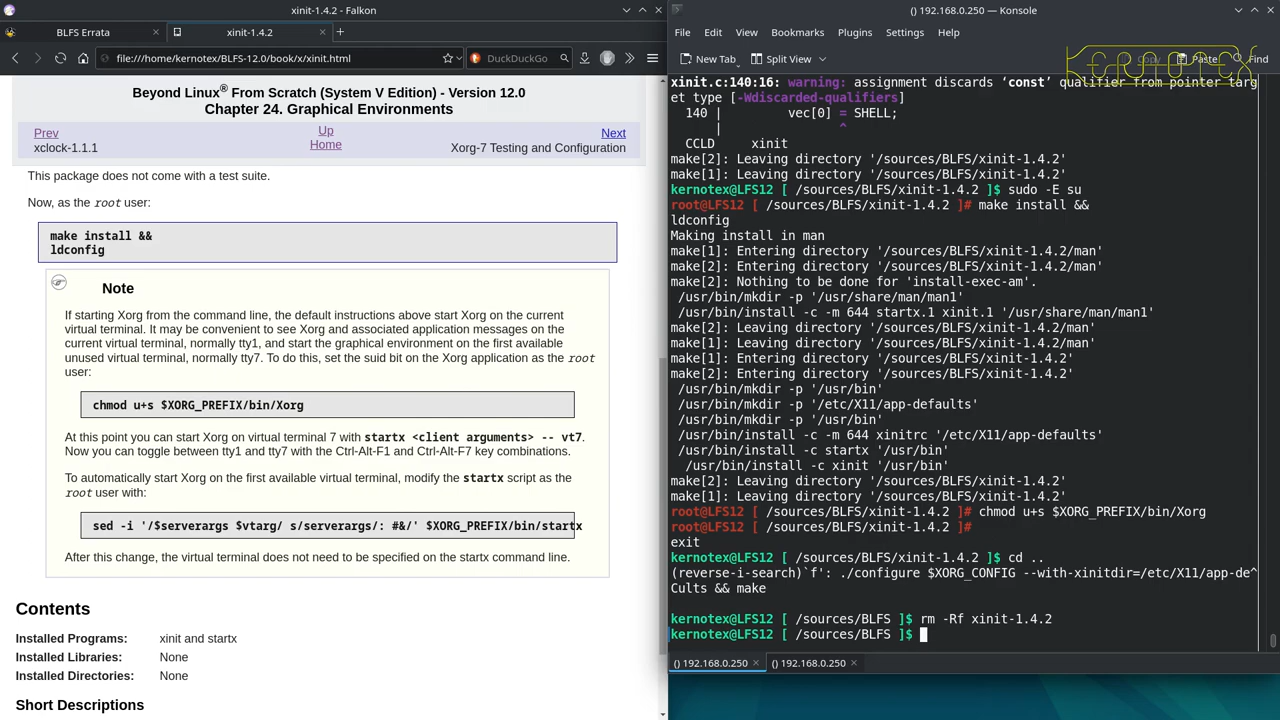 xinit-1.4.2 - Falkon
BLFS Errata
xinit-1.4.2
file:///home/kernotex/BLFS-12.0/book/x/xinit.html
DuckDuckGo
Beyond Linux® From Scratch (System V Edition) - Version 12.0
Chapter 24. Graphical Environments
Prev Up Next
xclock-1.1.1 Home Xorg-7 Testing and Configuration
This package does not come with a test suite.
Now, as the root user:
make install &&
ldconfig
Note
If starting Xorg from the command line, the default instructions above start Xorg on the current
virtual terminal. It may be convenient to see Xorg and associated application messages on the
current virtual terminal, normally tty1, and start the graphical environment on the first available
unused virtual terminal, normally tty7. To do this, set the suid bit on the Xorg application as the root
user:
chmod u+s $XORG_PREFIX/bin/Xorg
At this point you can start Xorg on virtual terminal 7 with startx <client arguments> -- vt7.
Now you can toggle between tty1 and tty7 with the Ctrl-Alt-F1 and Ctrl-Alt-F7 key combinations.
To automatically start Xorg on the first available virtual terminal, modify the startx script as the
root user with:
sed -i '/$serverargs $vtarg/ s/serverargs/: #&/' $XORG_PREFIX/bin/startx
After this change, the virtual terminal does not need to be specified on the startx command line.
Contents
Installed Programs: xinit and startx
Installed Libraries: None
Installed Directories: None
Short Descriptions
() 192.168.0.250 — Konsole
File Edit View Bookmarks Plugins Settings Help
New Tab Split View Copy Paste Find
Kernotex
xinit.c:140:16: warning: assignment discards ‘const’ qualifier from pointer targ
et type [-Wdiscarded-qualifiers]
140 | vec[0] = SHELL;
| ^
CCLD xinit
make[2]: Leaving directory '/sources/BLFS/xinit-1.4.2'
make[1]: Leaving directory '/sources/BLFS/xinit-1.4.2'
kernotex@LFS12 [ /sources/BLFS/xinit-1.4.2 ]$ sudo -E su
root@LFS12 [ /sources/BLFS/xinit-1.4.2 ]# make install &&
ldconfig
Making install in man
make[1]: Entering directory '/sources/BLFS/xinit-1.4.2/man'
make[2]: Entering directory '/sources/BLFS/xinit-1.4.2/man'
make[2]: Nothing to be done for 'install-exec-am'.
/usr/bin/mkdir -p '/usr/share/man/man1'
/usr/bin/install -c -m 644 startx.1 xinit.1 '/usr/share/man/man1'
make[2]: Leaving directory '/sources/BLFS/xinit-1.4.2/man'
make[1]: Leaving directory '/sources/BLFS/xinit-1.4.2/man'
make[1]: Entering directory '/sources/BLFS/xinit-1.4.2'
make[2]: Entering directory '/sources/BLFS/xinit-1.4.2'
/usr/bin/mkdir -p '/usr/bin'
/usr/bin/mkdir -p '/etc/X11/app-defaults'
/usr/bin/mkdir -p '/usr/bin'
/usr/bin/install -c -m 644 xinitrc '/etc/X11/app-defaults'
/usr/bin/install -c startx '/usr/bin'
/usr/bin/install -c xinit '/usr/bin'
make[2]: Leaving directory '/sources/BLFS/xinit-1.4.2'
make[1]: Leaving directory '/sources/BLFS/xinit-1.4.2'
root@LFS12 [ /sources/BLFS/xinit-1.4.2 ]# chmod u+s $XORG_PREFIX/bin/Xorg
root@LFS12 [ /sources/BLFS/xinit-1.4.2 ]#
exit
kernotex@LFS12 [ /sources/BLFS/xinit-1.4.2 ]$ cd ..
(reverse-i-search)`f': ./configure $XORG_CONFIG --with-xinitdir=/etc/X11/app-de^
Cults && make
kernotex@LFS12 [ /sources/BLFS ]$ rm -Rf xinit-1.4.2
kernotex@LFS12 [ /sources/BLFS ]$
() 192.168.0.250 () 192.168.0.250